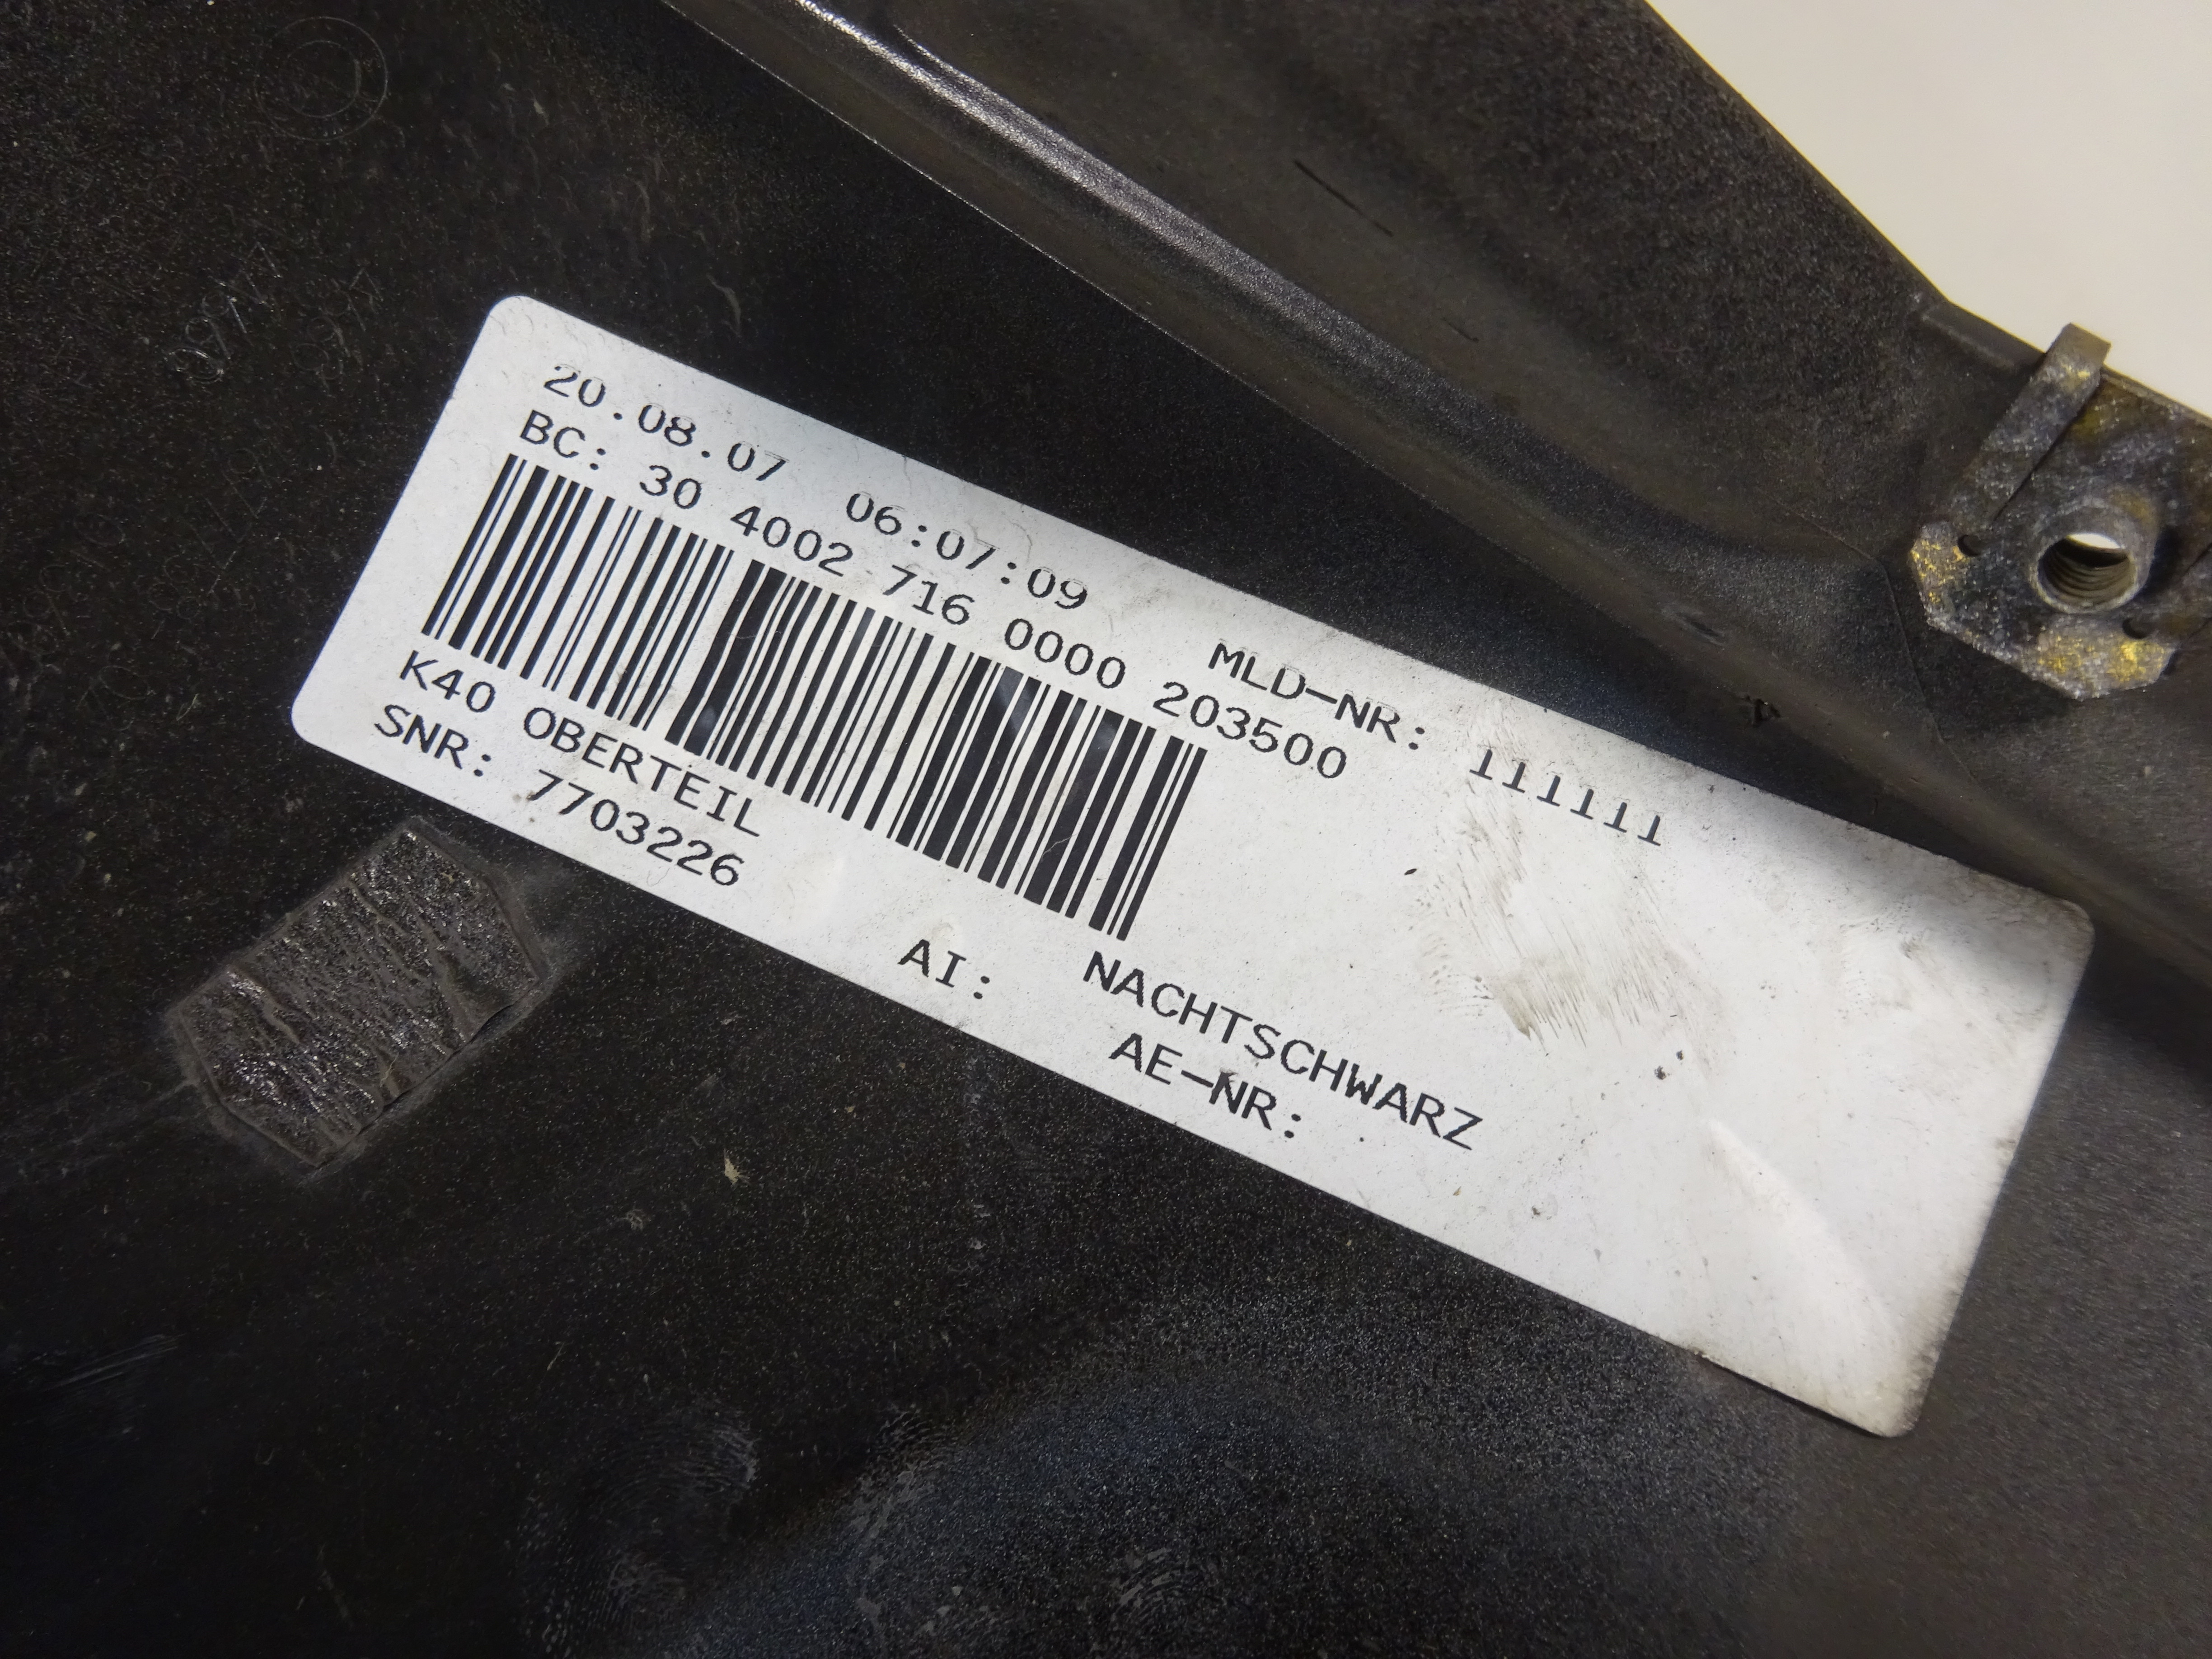 20.08.07 06:07:09 MLD-NR: 111111
BC: 30 4002 716 0000 203500
K40 OBERTEIL NACHTSCHWARZ
SNR: 7703226 AI: AE-NR: